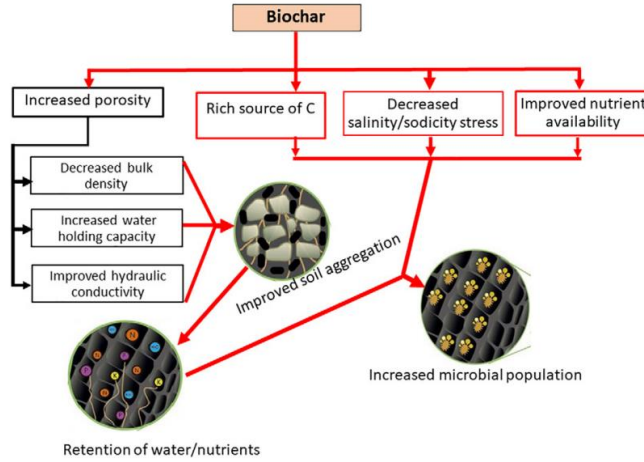 Biochar
Increased porosity
Rich source of C
Decreased
salinity/sodicity stress
Improved nutrient
availability
Decreased bulk
density
Increased water
holding capacity
Improved hydraulic
conductivity
Improved soil aggregation
Increased microbial population
Retention of water/nutrients